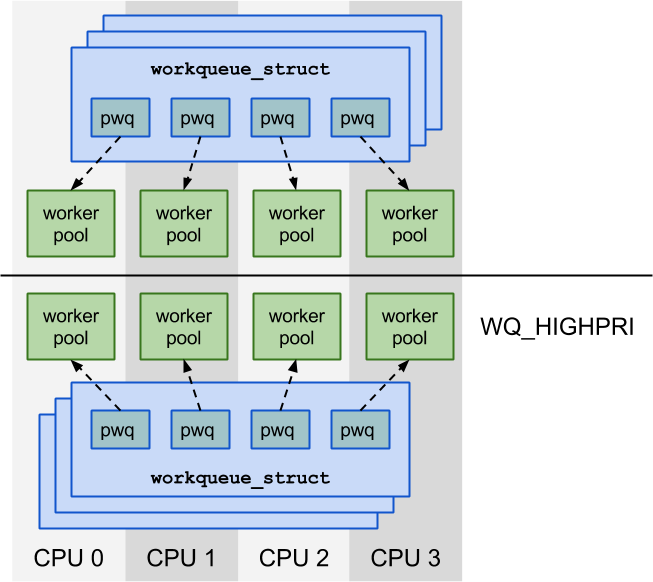 workqueue_struct
pwq pwq pwq pwq
worker pool worker pool worker pool worker pool
WQ_HIGHPRI
worker pool worker pool worker pool worker pool
pwq pwq pwq pwq
workqueue_struct
CPU 0 CPU 1 CPU 2 CPU 3